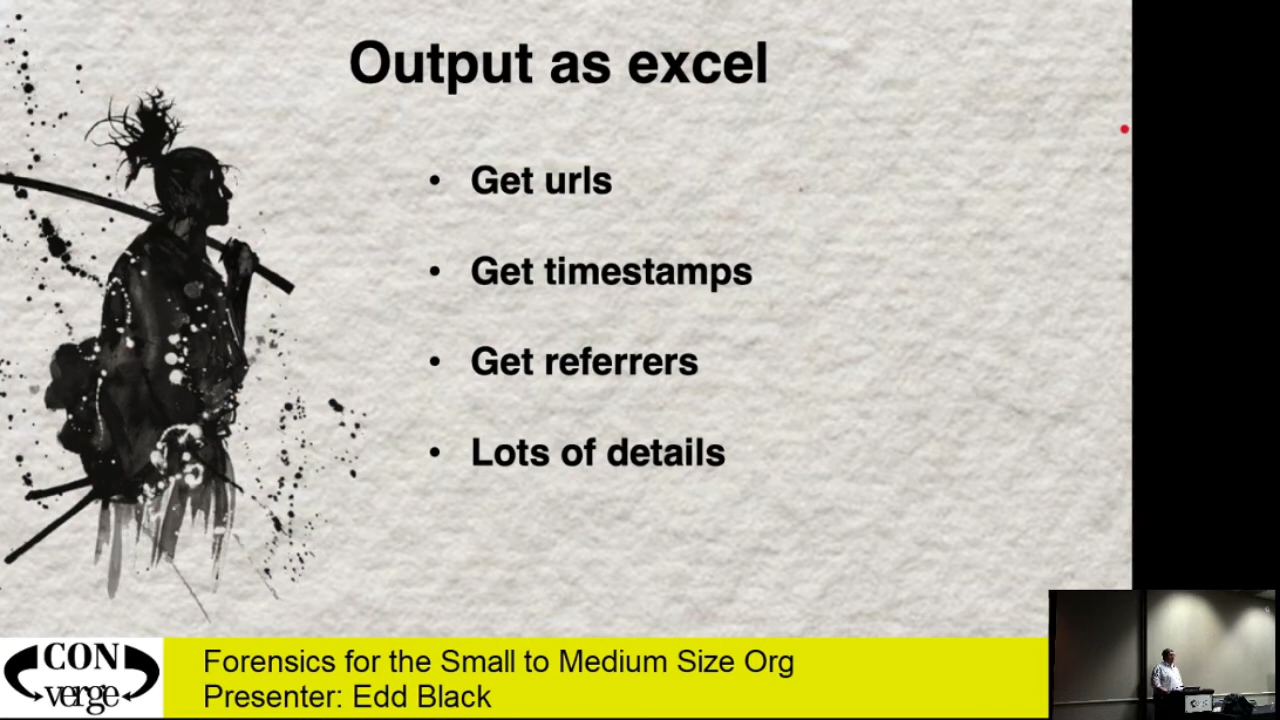 Output as excel
• Get urls
• Get timestamps
• Get referrers
• Lots of details
CON
verge
Forensics for the Small to Medium Size Org
Presenter: Edd Black